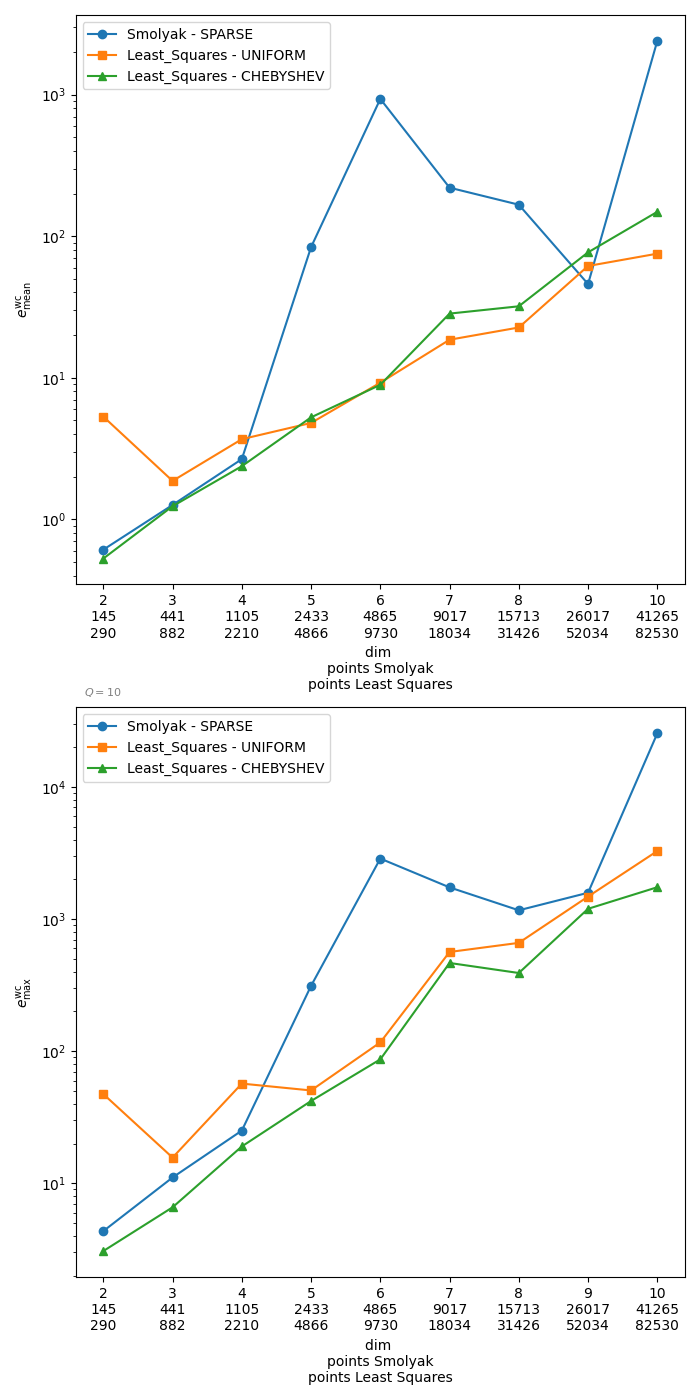 Smolyak - SPARSE
Least_Squares - UNIFORM
Least_Squares - CHEBYSHEV
10^3
10^2
10^1
10^0
e_mean^wc
2 3 4 5 6 7 8 9 10
145 441 1105 2433 4865 9017 15713 26017 41265
290 882 2210 4866 9730 18034 31426 52034 82530
dim
points Smolyak
points Least Squares
Q = 10
Smolyak - SPARSE
Least_Squares - UNIFORM
Least_Squares - CHEBYSHEV
10^4
10^3
10^2
10^1
e_max^wc
2 3 4 5 6 7 8 9 10
145 441 1105 2433 4865 9017 15713 26017 41265
290 882 2210 4866 9730 18034 31426 52034 82530
dim
points Smolyak
points Least Squares